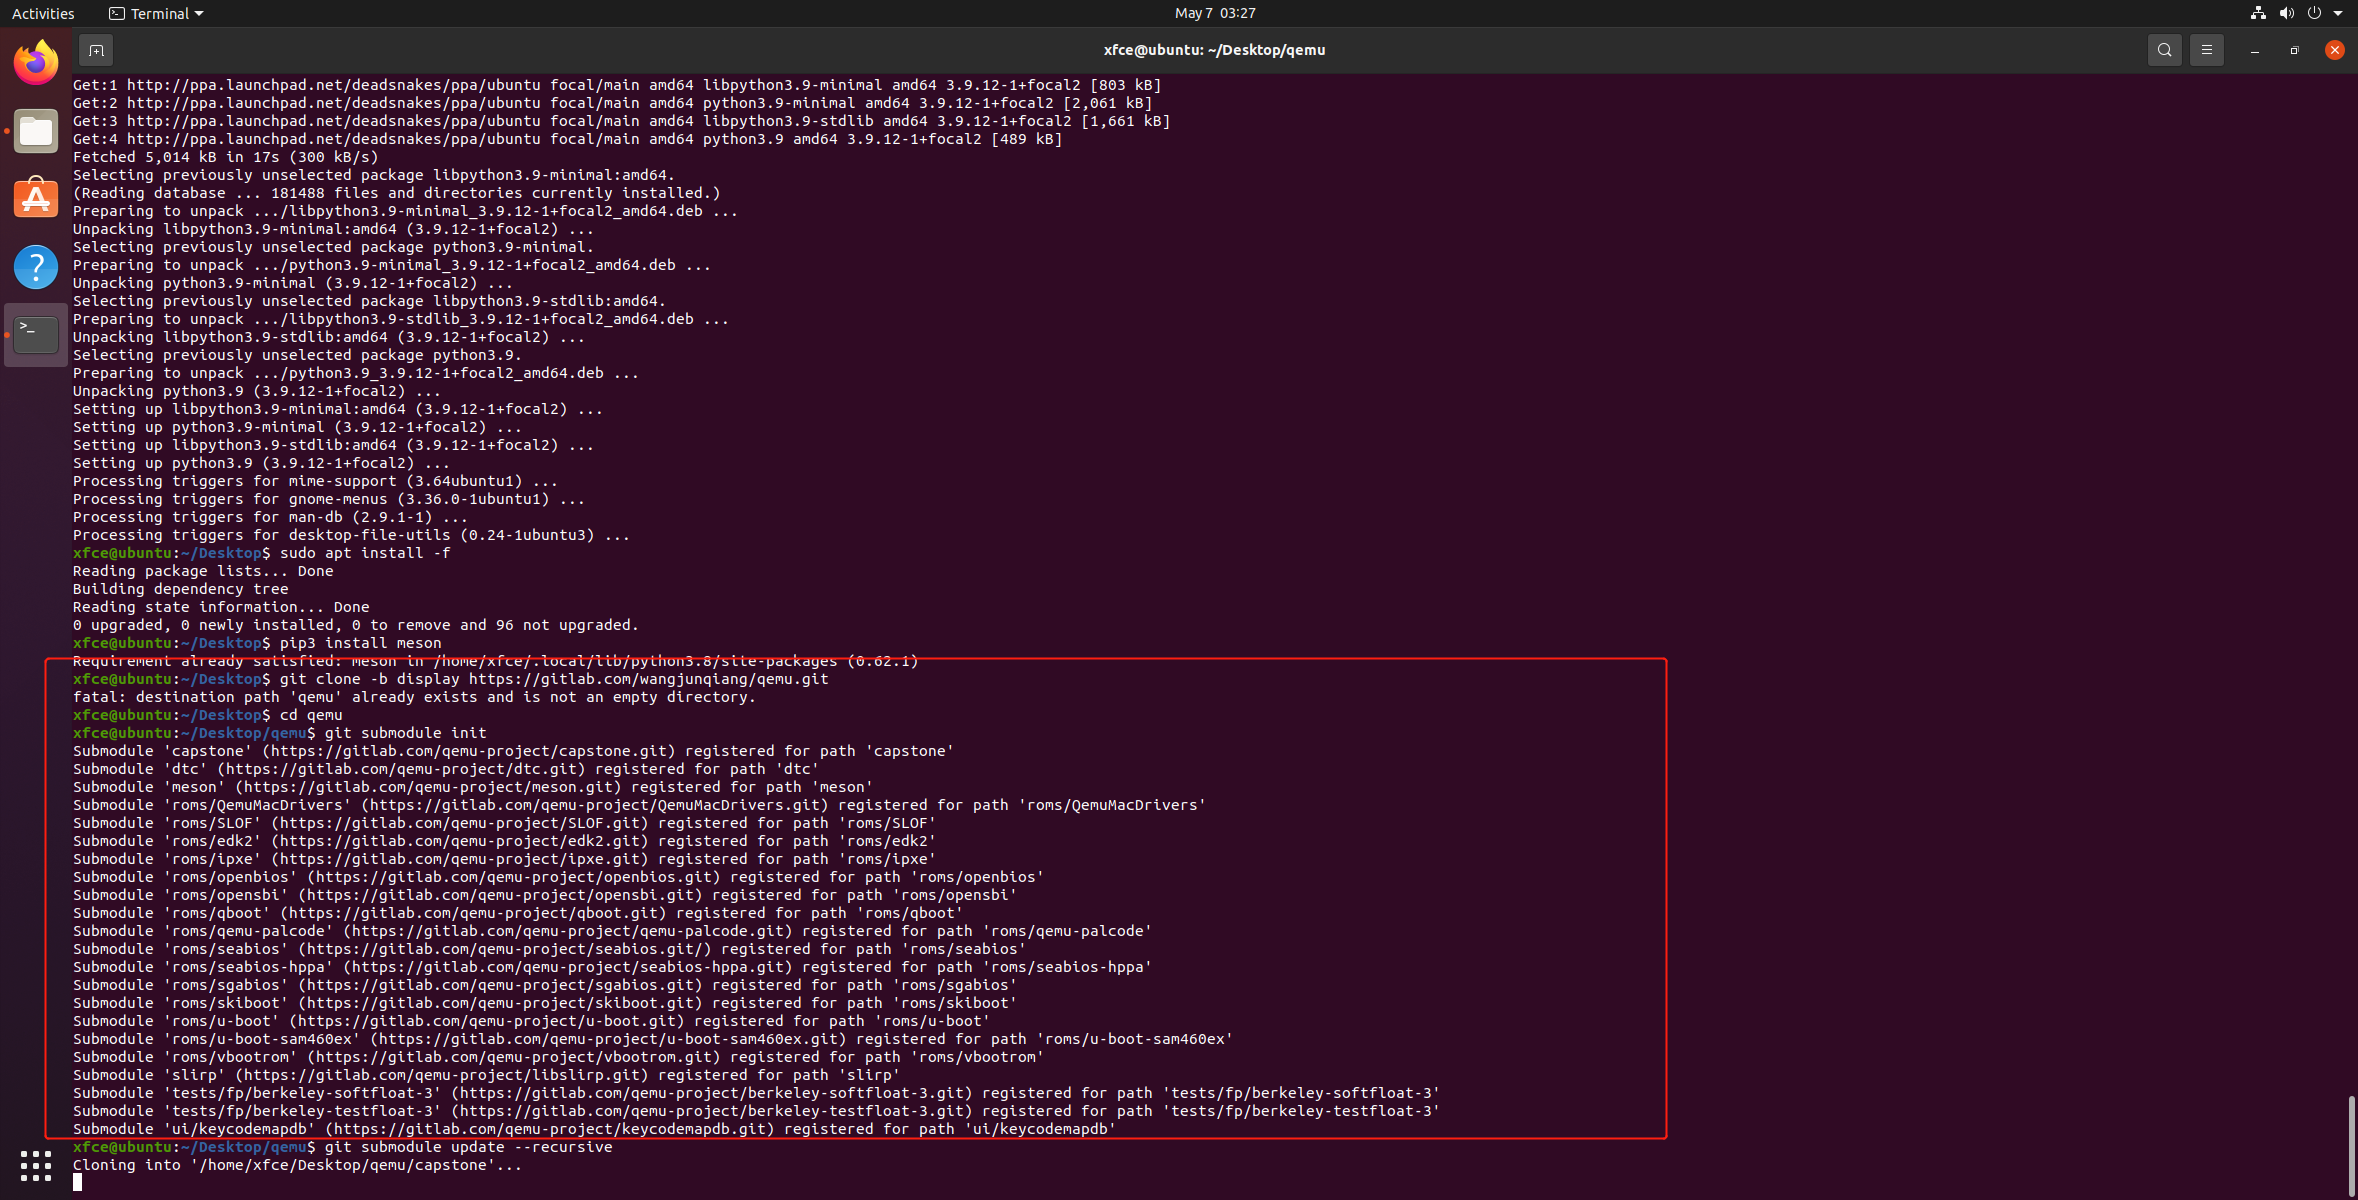 Activities
Terminal
May 7 03:27
xfce@ubuntu: ~/Desktop/qemu
Get:1 http://ppa.launchpad.net/deadsnakes/ppa/ubuntu focal/main amd64 libpython3.9-minimal amd64 3.9.12-1+focal2 [803 kB]
Get:2 http://ppa.launchpad.net/deadsnakes/ppa/ubuntu focal/main amd64 python3.9-minimal amd64 3.9.12-1+focal2 [2,061 kB]
Get:3 http://ppa.launchpad.net/deadsnakes/ppa/ubuntu focal/main amd64 libpython3.9-stdlib amd64 3.9.12-1+focal2 [1,661 kB]
Get:4 http://ppa.launchpad.net/deadsnakes/ppa/ubuntu focal/main amd64 python3.9 amd64 3.9.12-1+focal2 [489 kB]
Fetched 5,014 kB in 17s (300 kB/s)
Selecting previously unselected package libpython3.9-minimal:amd64.
(Reading database ... 181488 files and directories currently installed.)
Preparing to unpack .../libpython3.9-minimal_3.9.12-1+focal2_amd64.deb ...
Unpacking libpython3.9-minimal:amd64 (3.9.12-1+focal2) ...
Selecting previously unselected package python3.9-minimal.
Preparing to unpack .../python3.9-minimal_3.9.12-1+focal2_amd64.deb ...
Unpacking python3.9-minimal (3.9.12-1+focal2) ...
Selecting previously unselected package libpython3.9-stdlib:amd64.
Preparing to unpack .../libpython3.9-stdlib_3.9.12-1+focal2_amd64.deb ...
Unpacking libpython3.9-stdlib:amd64 (3.9.12-1+focal2) ...
Selecting previously unselected package python3.9.
Preparing to unpack .../python3.9_3.9.12-1+focal2_amd64.deb ...
Unpacking python3.9 (3.9.12-1+focal2) ...
Setting up libpython3.9-minimal:amd64 (3.9.12-1+focal2) ...
Setting up python3.9-minimal (3.9.12-1+focal2) ...
Setting up libpython3.9-stdlib:amd64 (3.9.12-1+focal2) ...
Setting up python3.9 (3.9.12-1+focal2) ...
Processing triggers for mime-support (3.64ubuntu1) ...
Processing triggers for gnome-menus (3.36.0-1ubuntu1) ...
Processing triggers for man-db (2.9.1-1) ...
Processing triggers for desktop-file-utils (0.24-1ubuntu3) ...
xfce@ubuntu:~/Desktop$ sudo apt install -f
Reading package lists... Done
Building dependency tree
Reading state information... Done
0 upgraded, 0 newly installed, 0 to remove and 96 not upgraded.
xfce@ubuntu:~/Desktop$ pip3 install meson
Requirement already satisfied: meson in /home/xfce/.local/lib/python3.8/site-packages (0.62.1)
xfce@ubuntu:~/Desktop$ git clone -b display https://gitlab.com/wangjunqiang/qemu.git
fatal: destination path 'qemu' already exists and is not an empty directory.
xfce@ubuntu:~/Desktop$ cd qemu
xfce@ubuntu:~/Desktop/qemu$ git submodule init
Submodule 'capstone' (https://gitlab.com/qemu-project/capstone.git) registered for path 'capstone'
Submodule 'dtc' (https://gitlab.com/qemu-project/dtc.git) registered for path 'dtc'
Submodule 'meson' (https://gitlab.com/qemu-project/meson.git) registered for path 'meson'
Submodule 'roms/QemuMacDrivers' (https://gitlab.com/qemu-project/QemuMacDrivers.git) registered for path 'roms/QemuMacDrivers'
Submodule 'roms/SLOF' (https://gitlab.com/qemu-project/SLOF.git) registered for path 'roms/SLOF'
Submodule 'roms/edk2' (https://gitlab.com/qemu-project/edk2.git) registered for path 'roms/edk2'
Submodule 'roms/ipxe' (https://gitlab.com/qemu-project/ipxe.git) registered for path 'roms/ipxe'
Submodule 'roms/openbios' (https://gitlab.com/qemu-project/openbios.git) registered for path 'roms/openbios'
Submodule 'roms/opensbi' (https://gitlab.com/qemu-project/opensbi.git) registered for path 'roms/opensbi'
Submodule 'roms/qboot' (https://gitlab.com/qemu-project/qboot.git) registered for path 'roms/qboot'
Submodule 'roms/qemu-palcode' (https://gitlab.com/qemu-project/qemu-palcode.git) registered for path 'roms/qemu-palcode'
Submodule 'roms/seabios' (https://gitlab.com/qemu-project/seabios.git/) registered for path 'roms/seabios'
Submodule 'roms/seabios-hppa' (https://gitlab.com/qemu-project/seabios-hppa.git) registered for path 'roms/seabios-hppa'
Submodule 'roms/sgabios' (https://gitlab.com/qemu-project/sgabios.git) registered for path 'roms/sgabios'
Submodule 'roms/skiboot' (https://gitlab.com/qemu-project/skiboot.git) registered for path 'roms/skiboot'
Submodule 'roms/u-boot' (https://gitlab.com/qemu-project/u-boot.git) registered for path 'roms/u-boot'
Submodule 'roms/u-boot-sam460ex' (https://gitlab.com/qemu-project/u-boot-sam460ex.git) registered for path 'roms/u-boot-sam460ex'
Submodule 'roms/vbootrom' (https://gitlab.com/qemu-project/vbootrom.git) registered for path 'roms/vbootrom'
Submodule 'slirp' (https://gitlab.com/qemu-project/libslirp.git) registered for path 'slirp'
Submodule 'tests/fp/berkeley-softfloat-3' (https://gitlab.com/qemu-project/berkeley-softfloat-3.git) registered for path 'tests/fp/berkeley-softfloat-3'
Submodule 'tests/fp/berkeley-testfloat-3' (https://gitlab.com/qemu-project/berkeley-testfloat-3.git) registered for path 'tests/fp/berkeley-testfloat-3'
Submodule 'ui/keycodemapdb' (https://gitlab.com/qemu-project/keycodemapdb.git) registered for path 'ui/keycodemapdb'
xfce@ubuntu:~/Desktop/qemu$ git submodule update --recursive
Cloning into '/home/xfce/Desktop/qemu/capstone'...